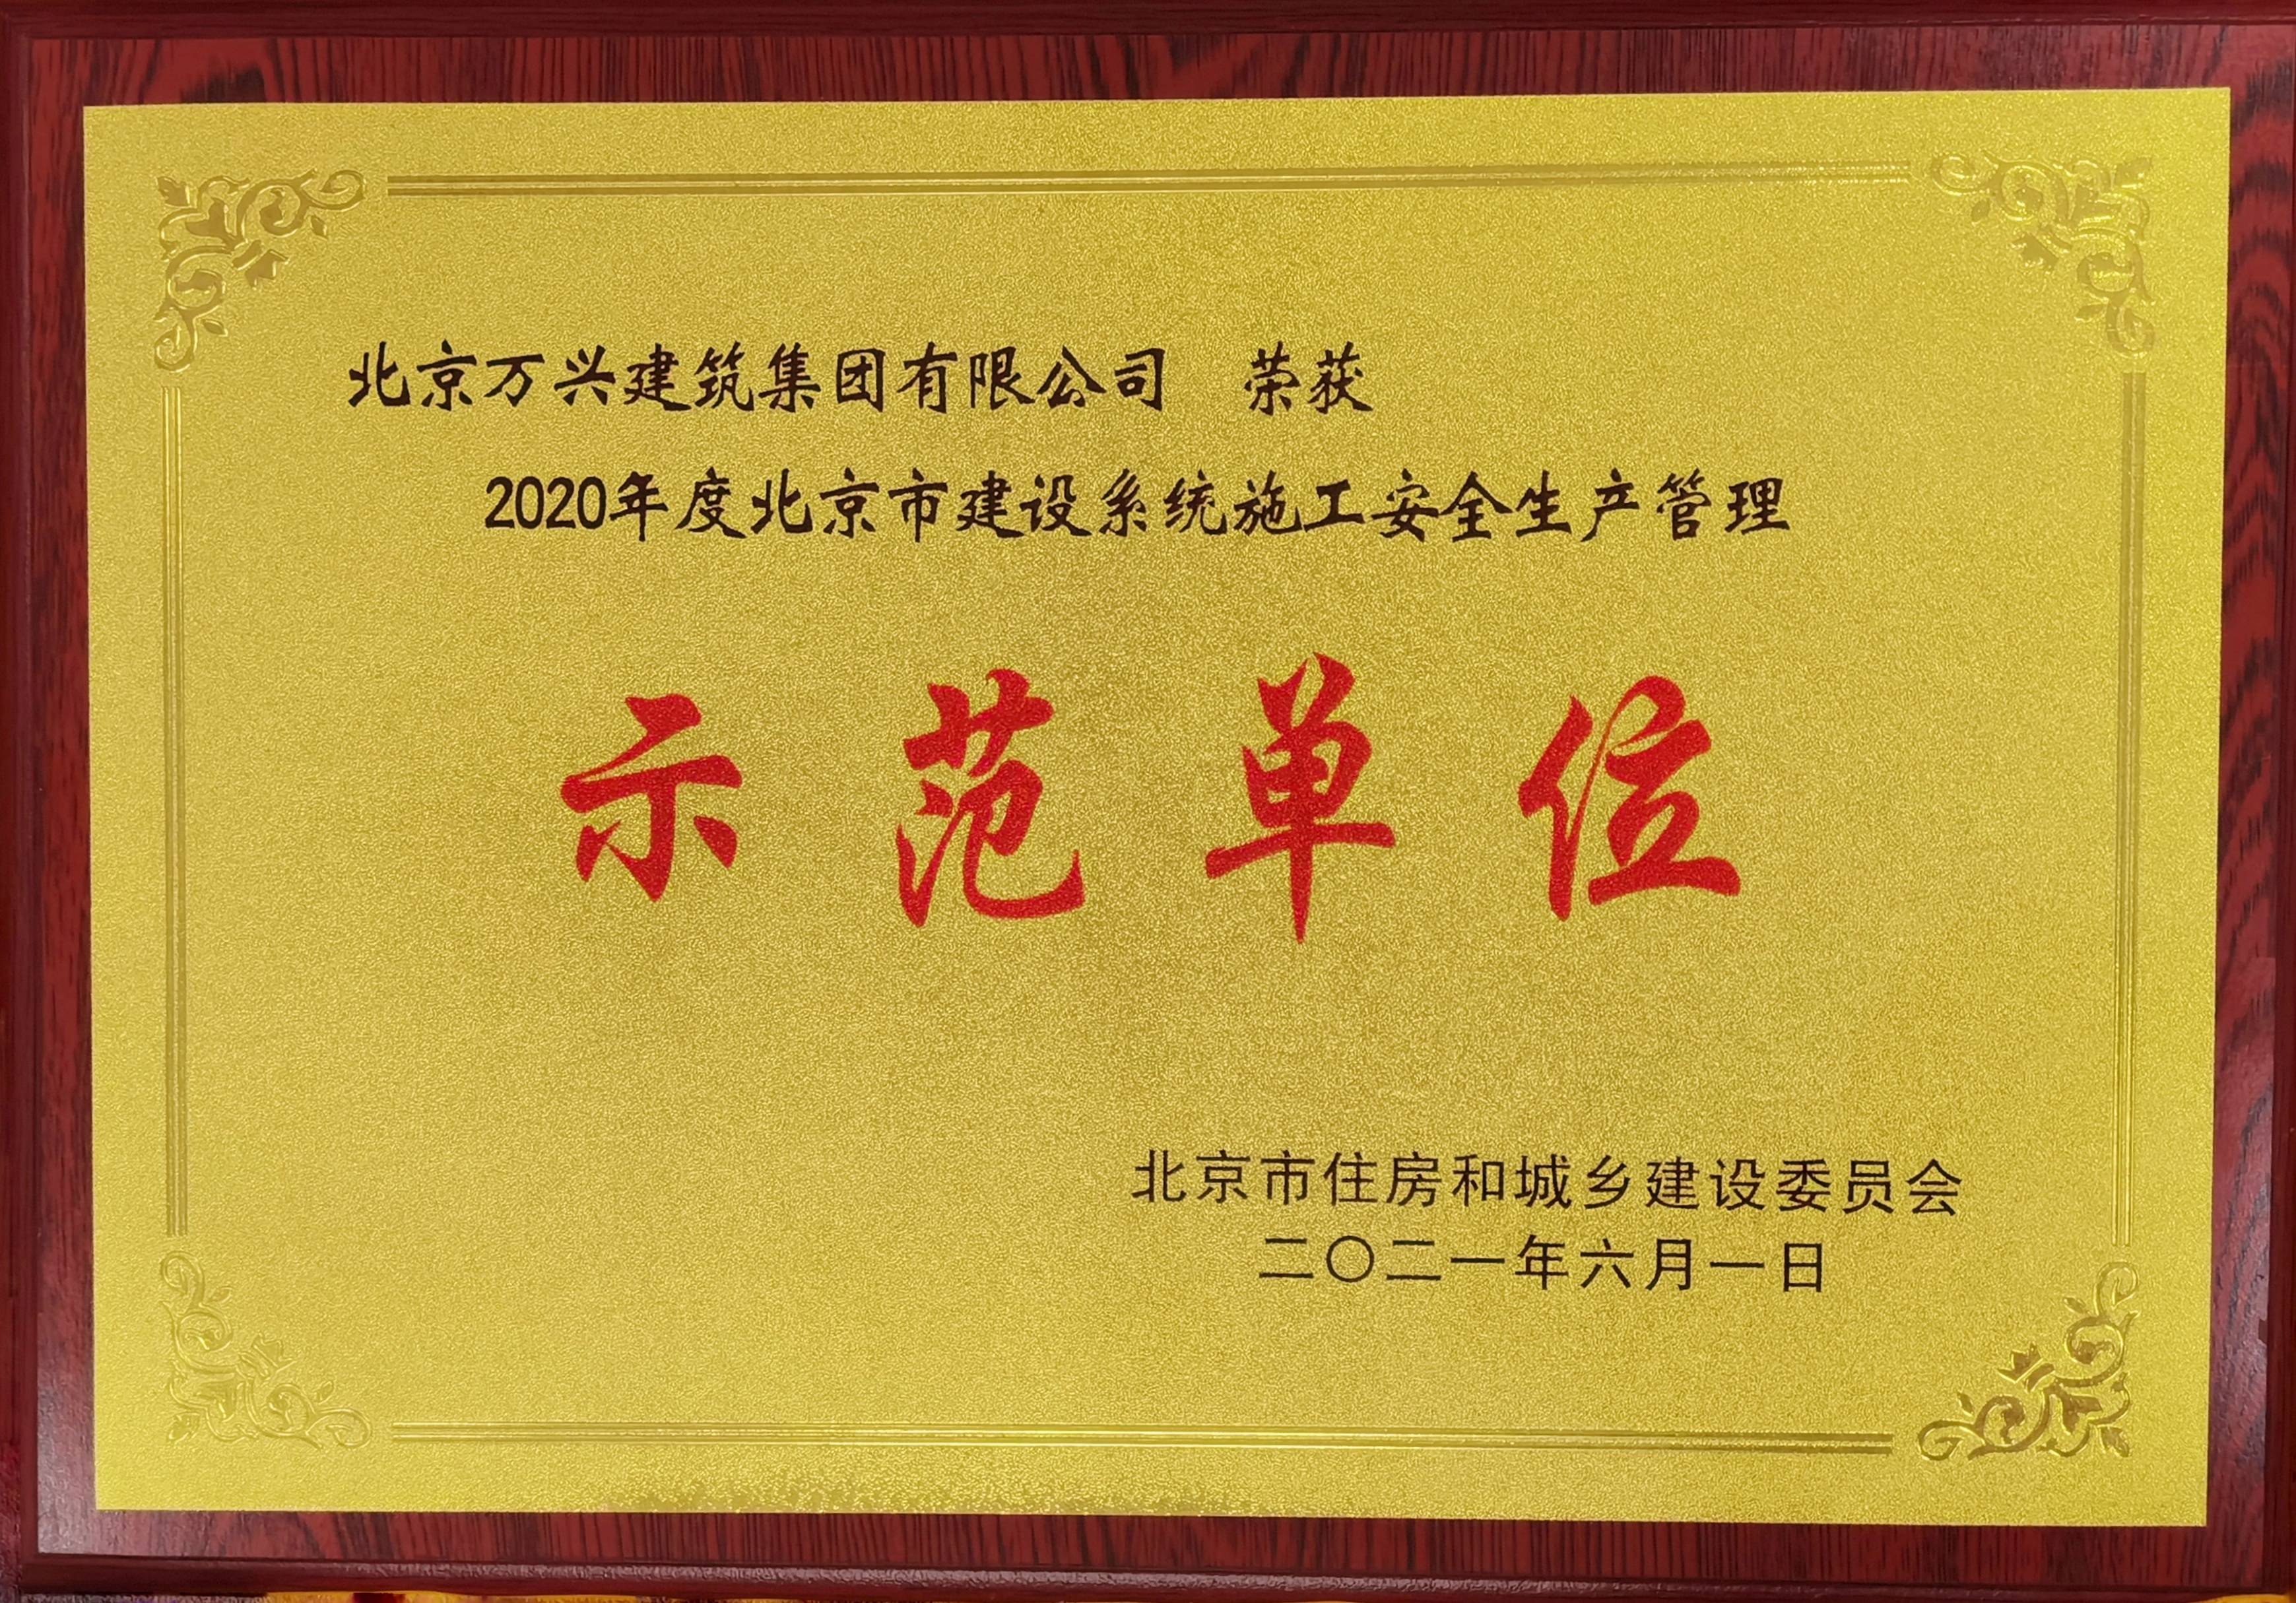 北京万兴建筑集团有限公司 荣获
2020年度北京市建设系统施工安全生产管理
示范单位
北京市住房和城乡建设委员会
二〇二一年六月一日